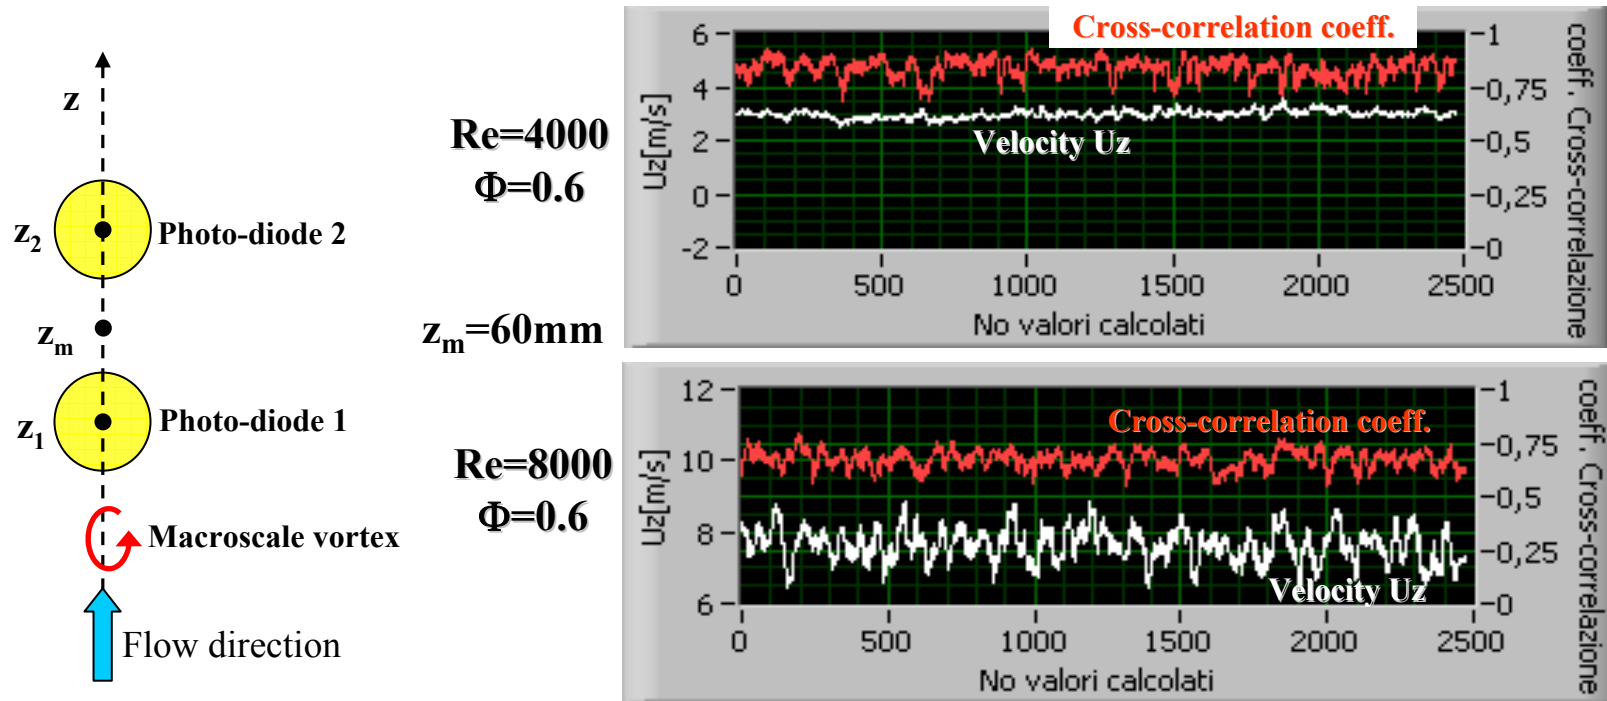 z
z2
Photo-diode 2
zm
z1
Photo-diode 1
Macroscale vortex
Flow direction
Re=4000
Φ=0.6
zm=60mm
Re=8000
Φ=0.6
Cross-correlation coeff.
Velocity Uz
Uz[m/s]
6
4
2
0
-2
1
0,75
0,5
0,25
0
coeff. Cross-correlazione
0 500 1000 1500 2000 2500
No valori calcolati
Cross-correlation coeff.
Velocity Uz
Uz[m/s]
12
10
8
6
1
0,75
0,5
0,25
0
coeff. Cross-correlazione
0 500 1000 1500 2000 2500
No valori calcolati